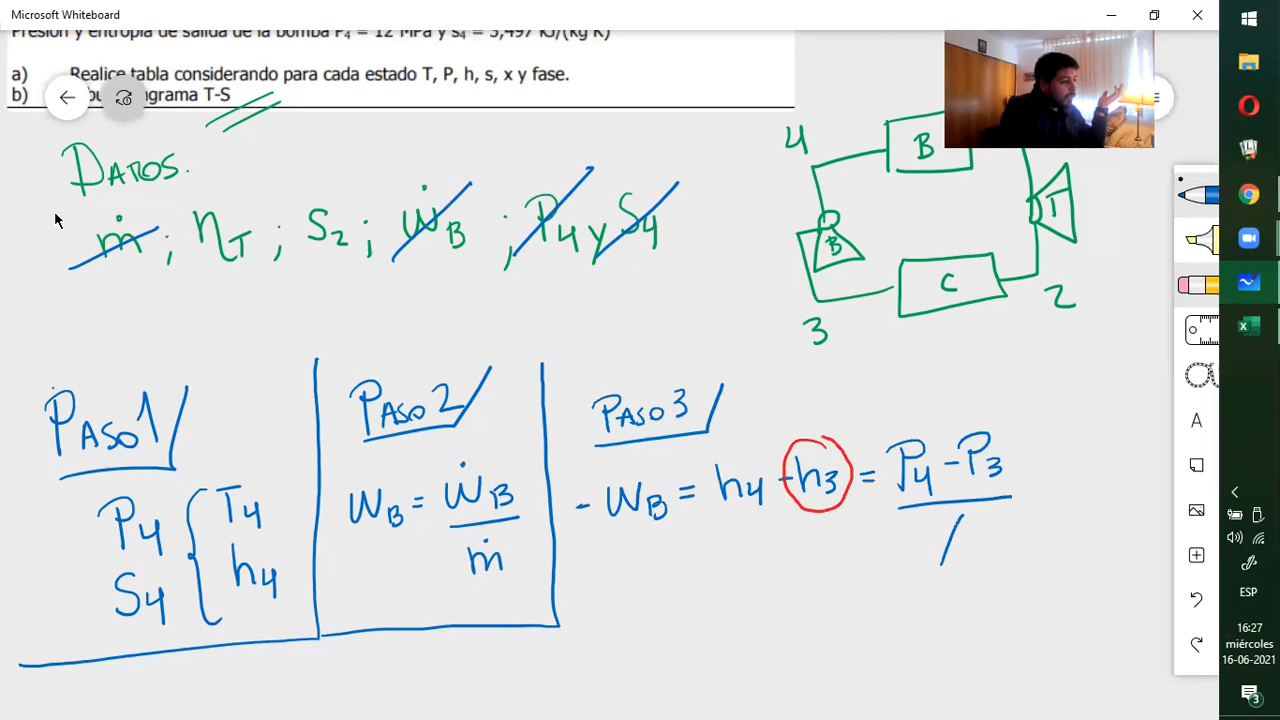 Microsoft Whiteboard
Presión y entropía de salida de la bomba P4 = 12 MPa y s4 = 3,497 kJ/(kg K)
a) Realice tabla considerando para cada estado T, P, h, s, x y fase.
b) grama T-S
DATOS.
ṁ ; ηT ; S2 ; ẇB ; P4 y S4
4
B
T
B
C
2
3
PASO 1
P4
S4
T4
h4
PASO 2
wB = ẇB / ṁ
PASO 3
- wB = h4 - h3 = P4 - P3 /
A
ESP
16:27
miércoles
16-06-2021
3